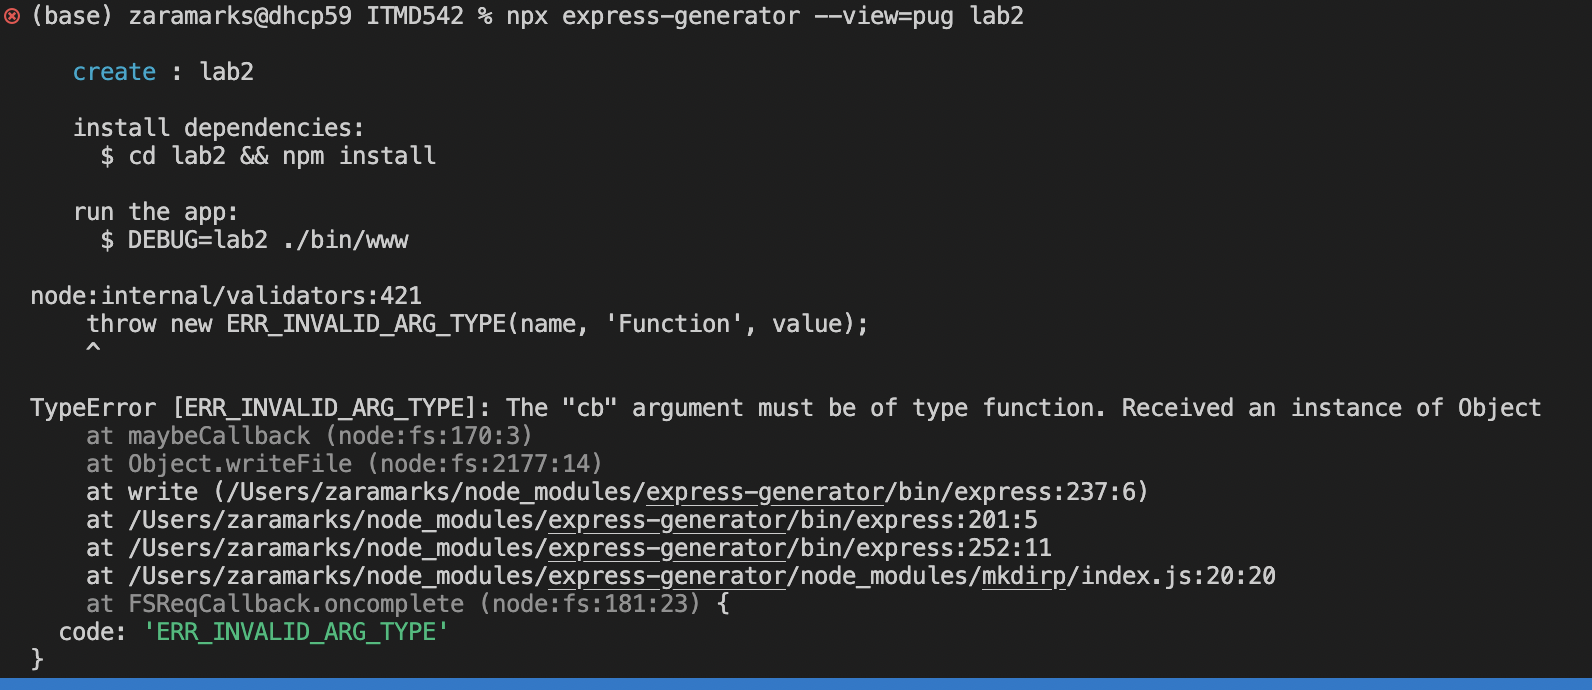 (base) zaramarks@dhcp59 ITMD542 % npx express-generator --view=pug lab2
create : lab2
install dependencies:
$ cd lab2 && npm install
run the app:
$ DEBUG=lab2 ./bin/www
node:internal/validators:421
throw new ERR_INVALID_ARG_TYPE(name, 'Function', value);
^
TypeError [ERR_INVALID_ARG_TYPE]: The "cb" argument must be of type function. Received an instance of Object
at maybeCallback (node:fs:170:3)
at Object.writeFile (node:fs:2177:14)
at write (/Users/zaramarks/node_modules/express-generator/bin/express:237:6)
at /Users/zaramarks/node_modules/express-generator/bin/express:201:5
at /Users/zaramarks/node_modules/express-generator/bin/express:252:11
at /Users/zaramarks/node_modules/express-generator/node_modules/mkdirp/index.js:20:20
at FSReqCallback.oncomplete (node:fs:181:23) {
code: 'ERR_INVALID_ARG_TYPE'
}